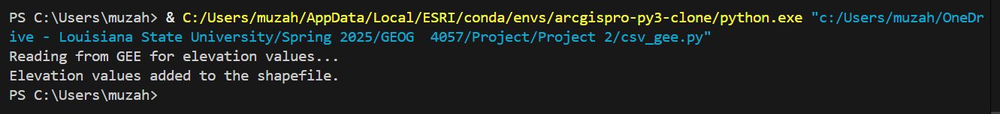 PS C:\Users\muzah> & C:/Users/muzah/AppData/Local/ESRI/conda/envs/arcgispro-py3-clone/python.exe "c:/Users/muzah/OneDr
ive - Louisiana State University/Spring 2025/GEOG  4057/Project/Project 2/csv_gee.py"
Reading from GEE for elevation values...
Elevation values added to the shapefile.
PS C:\Users\muzah>